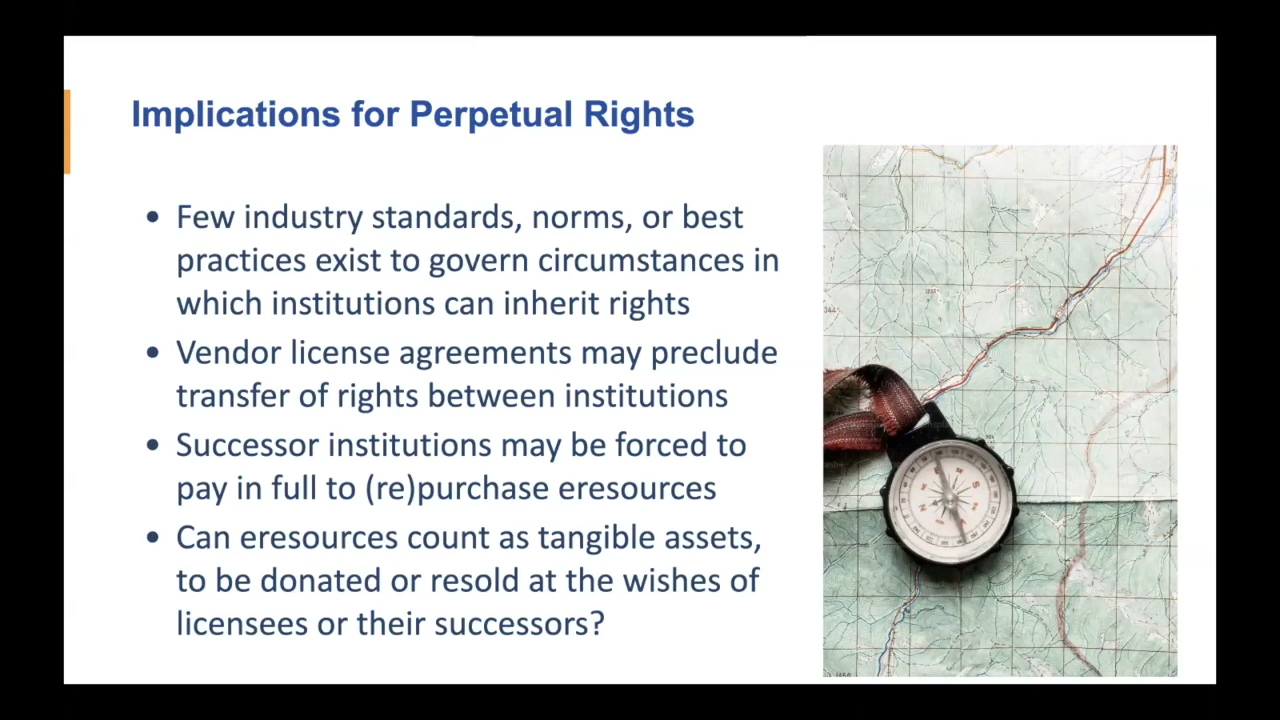 Implications for Perpetual Rights
• Few industry standards, norms, or best
practices exist to govern circumstances in
which institutions can inherit rights
• Vendor license agreements may preclude
transfer of rights between institutions
• Successor institutions may be forced to
pay in full to (re)purchase eresources
• Can eresources count as tangible assets,
to be donated or resold at the wishes of
licensees or their successors?